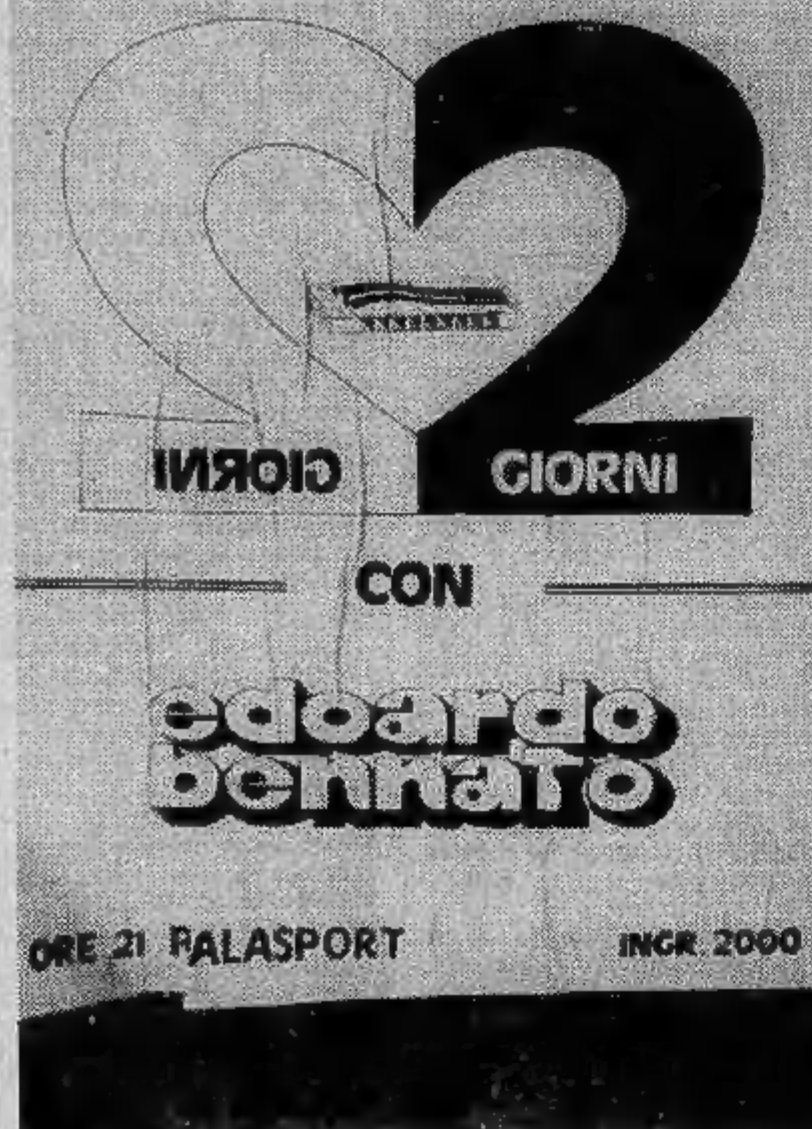 2
GIORNI GIORNI
CON
edoardo
bennato
ORE 21 PALASPORT INGR. 2000